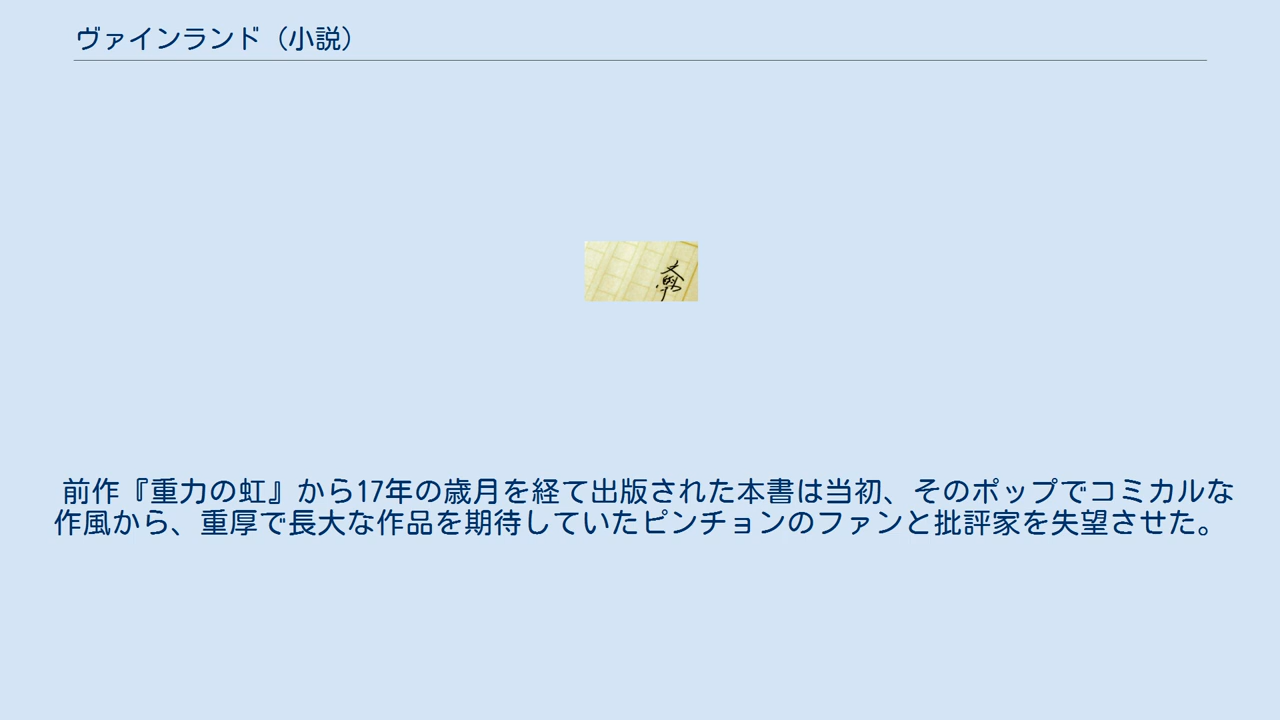 ヴァインランド（小説）
前作『重力の虹』から17年の歳月を経て出版された本書は当初、そのポップでコミカルな
作風から、重厚で長大な作品を期待していたピンチョンのファンと批評家を失望させた。